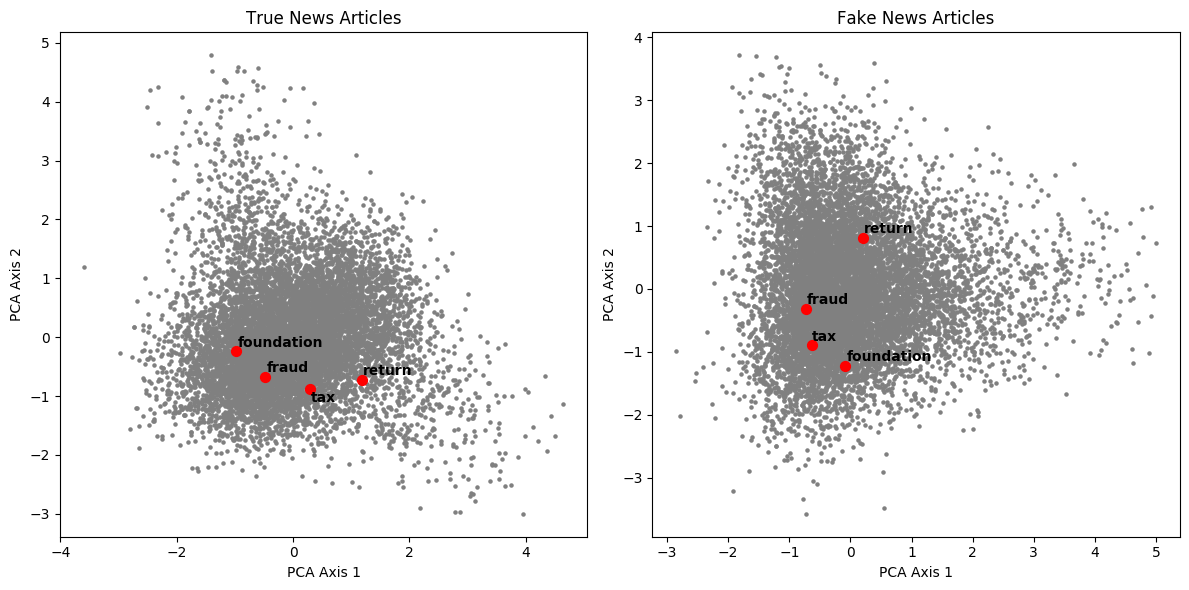 True News Articles
PCA Axis 2
5
4
3
2
1
0
−1
−2
−3
foundation
fraud
return
tax
−4
−2
0
2
4
PCA Axis 1
Fake News Articles
PCA Axis 2
4
3
2
1
0
−1
−2
−3
return
fraud
tax
foundation
−3
−2
−1
0
1
2
3
4
5
PCA Axis 1